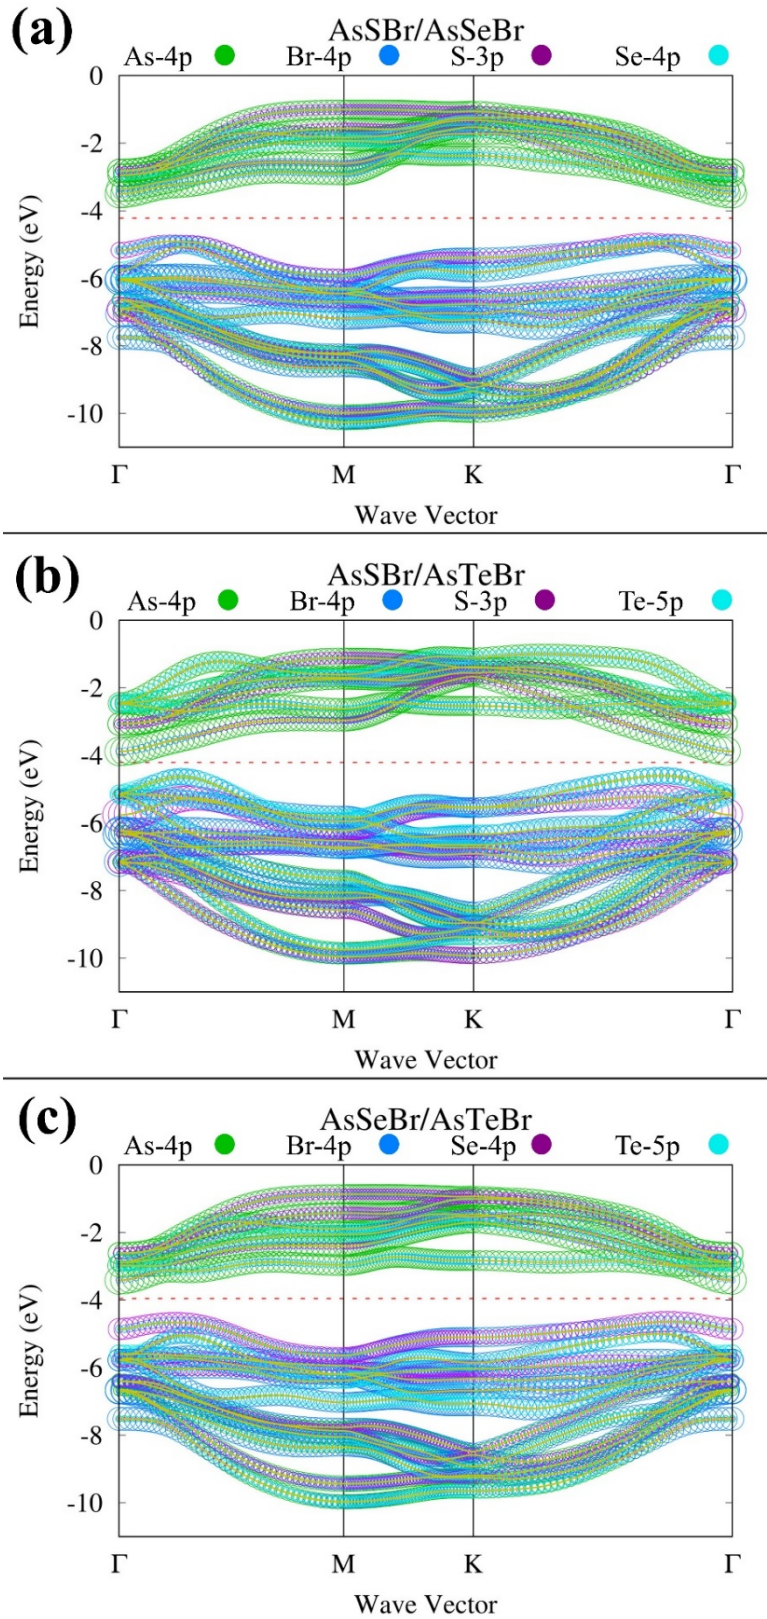 (a)
AsSBr/AsSeBr
As-4p Br-4p S-3p Se-4p
0
-2
-4
-6
-8
-10
Energy (eV)
Γ M K Γ
Wave Vector
(b)
AsSBr/AsTeBr
As-4p Br-4p S-3p Te-5p
0
-2
-4
-6
-8
-10
Energy (eV)
Γ M K Γ
Wave Vector
(c)
AsSeBr/AsTeBr
As-4p Br-4p Se-4p Te-5p
0
-2
-4
-6
-8
-10
Energy (eV)
Γ M K Γ
Wave Vector